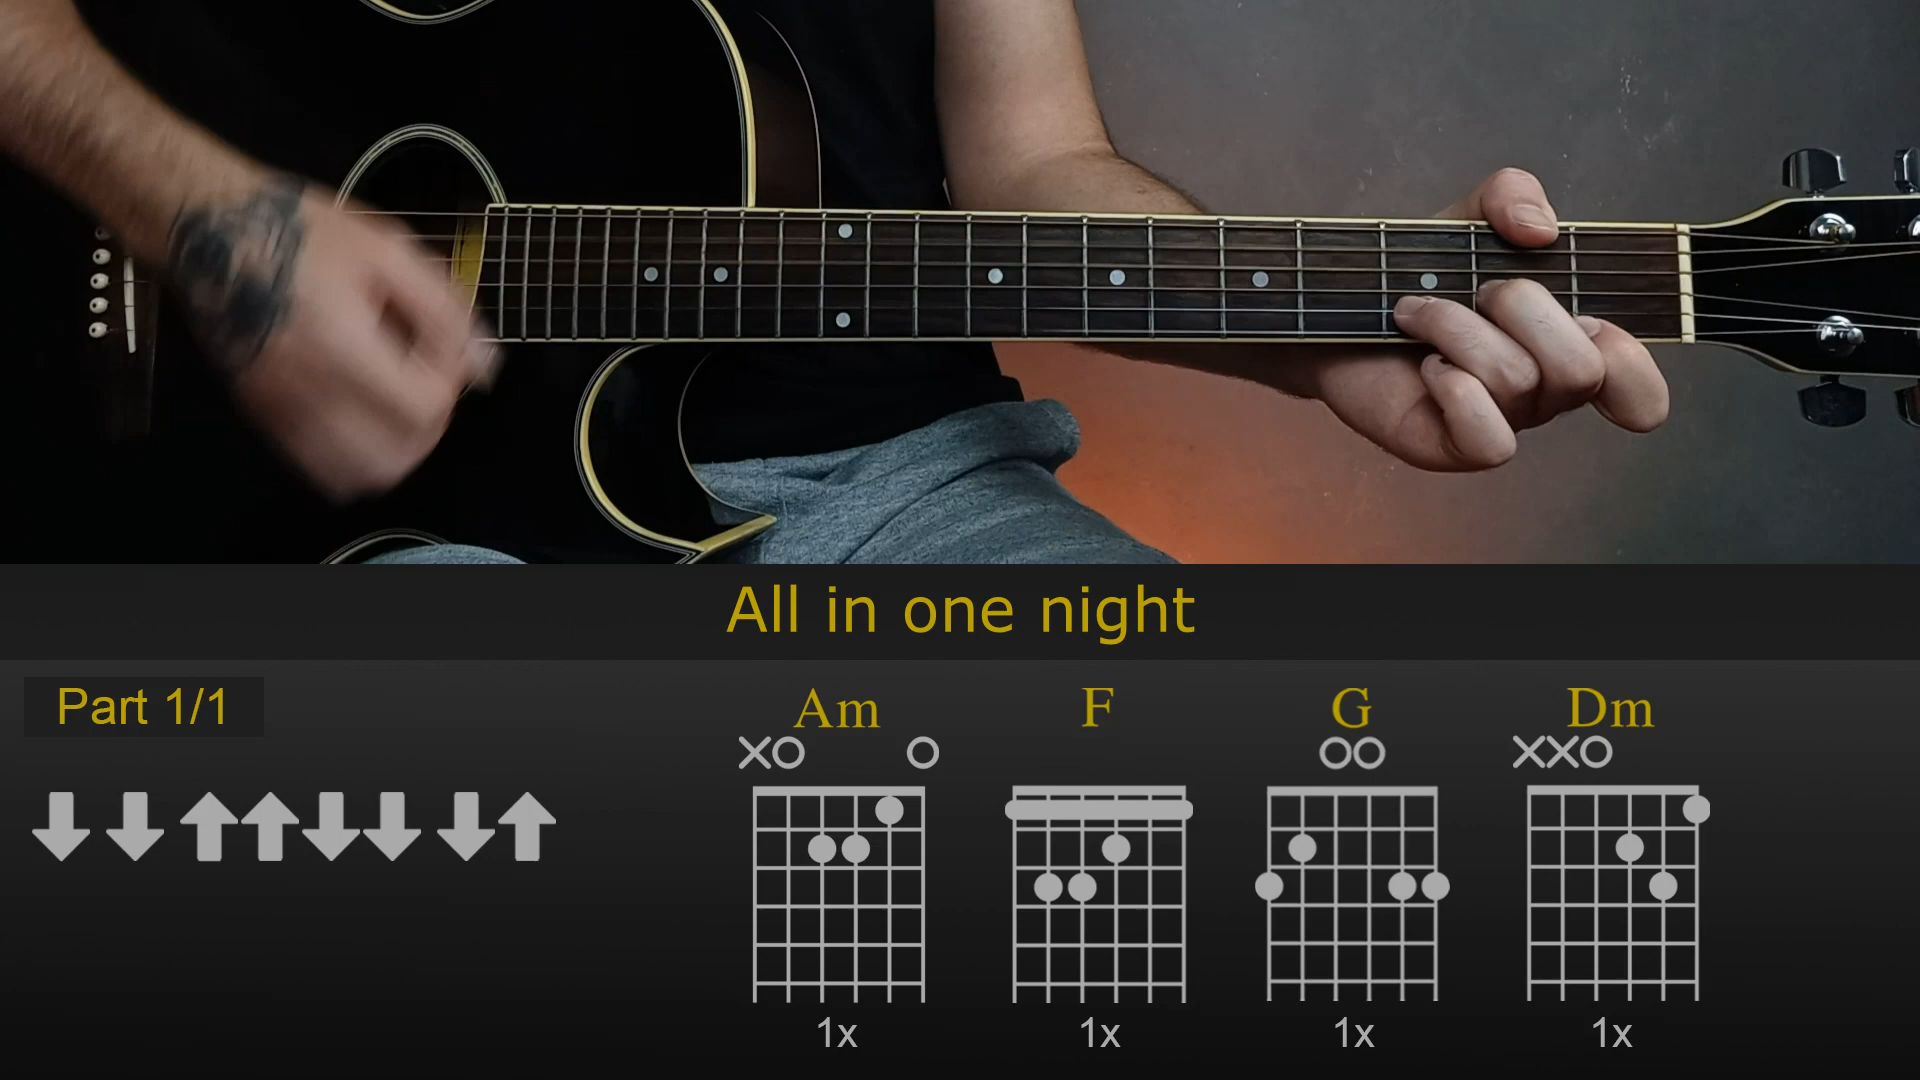 All in one night
Part 1/1
Am F G Dm
1x 1x 1x 1x